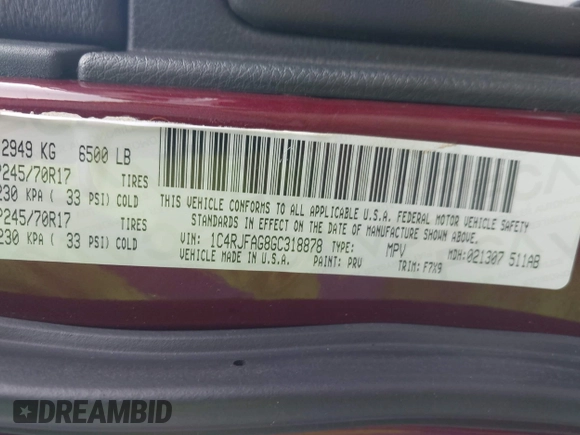 2949 KG 6500 LB
P245/70R17 TIRES
230 KPA ( 33 PSI) COLD
P245/70R17 TIRES
230 KPA ( 33 PSI) COLD
THIS VEHICLE CONFORMS TO ALL APPLICABLE U.S.A. FEDERAL MOTOR VEHICLE SAFETY
STANDARDS IN EFFECT ON THE DATE OF MANUFACTURE SHOWN ABOVE.
VIN: 1C4RJFAG8GC318878 TYPE: MPV MDH: 021307 511AB
VEHICLE MADE IN U.S.A. PAINT: PRV TRIM: F7X9
DREAMBID